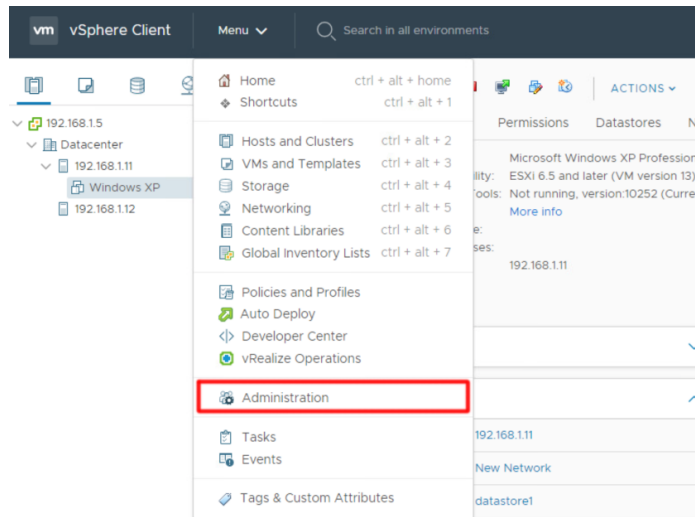 vm vSphere Client Menu Search in all environments
ACTIONS
Home ctrl + alt + home
Shortcuts ctrl + alt + 1
Hosts and Clusters ctrl + alt + 2
VMs and Templates ctrl + alt + 3
Storage ctrl + alt + 4
Networking ctrl + alt + 5
Content Libraries ctrl + alt + 6
Global Inventory Lists ctrl + alt + 7
Policies and Profiles
Auto Deploy
Developer Center
vRealize Operations
Administration
Tasks
Events
Tags & Custom Attributes
192.168.1.5
Datacenter
192.168.1.11
Windows XP
192.168.1.12
Permissions Datastores N
Microsoft Windows XP Profession
ility: ESXi 6.5 and later (VM version 13)
ools: Not running, version:10252 (Curre
More info
e:
ses:
192.168.1.11
192.168.1.11
New Network
datastore1